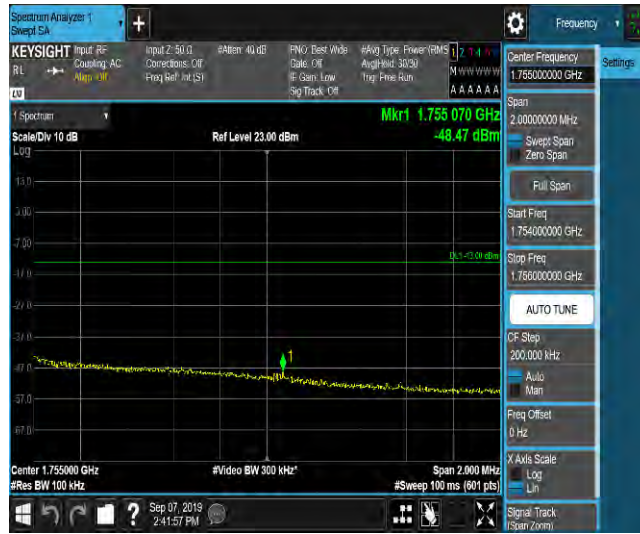 Spectrum Analyzer 1
Swept SA
Frequency
KEYSIGHT
RL
Input: RF
Coupling: AC
Align: Off
Input Z: 50 Ω
Corrections: Off
Freq Ref: Int (S)
#Atten: 40 dB
PNO: Best Wide
Gate: Off
IF Gain: Low
Sig Track: Off
#Avg Type: Power (RMS
Avg|Hold: 30/30
Trig: Free Run
1 2
M W W W W W
A A A A A A
1 Spectrum
Scale/Div 10 dB
Log
Ref Level 23.00 dBm
Mkr1 1.755 070 GHz
-48.47 dBm
13.0
3.00
-7.00
DL1 -13.00 dBm
-17.0
-27.0
-37.0
-47.0
-57.0
-67.0
1
Center 1.755000 GHz
#Res BW 100 kHz
#Video BW 300 kHz*
Span 2.000 MHz
#Sweep 100 ms (601 pts)
Sep 07, 2019
2:41:57 PM
Center Frequency
1.755000000 GHz
Settings
Span
2.00000000 MHz
Swept Span
Zero Span
Full Span
Start Freq
1.754000000 GHz
Stop Freq
1.756000000 GHz
AUTO TUNE
CF Step
200.000 kHz
Auto
Man
Freq Offset
0 Hz
X Axis Scale
Log
Lin
Signal Track
(Span Zoom)